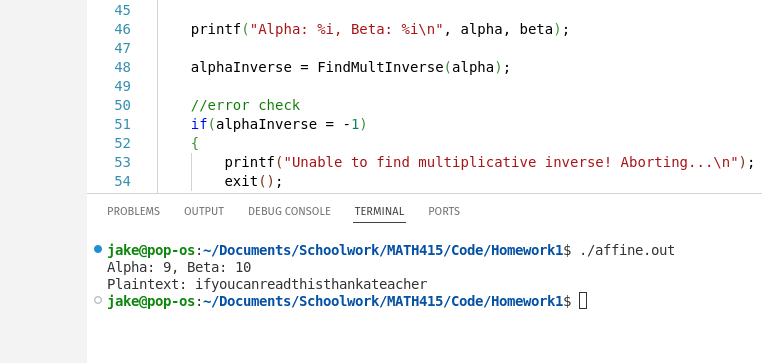 45
46 printf("Alpha: %i, Beta: %i\n", alpha, beta);
47
48 alphaInverse = FindMultInverse(alpha);
49
50 //error check
51 if(alphaInverse = -1)
52 {
53 printf("Unable to find multiplicative inverse! Aborting...\n");
54 exit();
PROBLEMS OUTPUT DEBUG CONSOLE TERMINAL PORTS
jake@pop-os:~/Documents/Schoolwork/MATH415/Code/Homework1$ ./affine.out
Alpha: 9, Beta: 10
Plaintext: ifyoucanreadthisthankateacher
jake@pop-os:~/Documents/Schoolwork/MATH415/Code/Homework1$